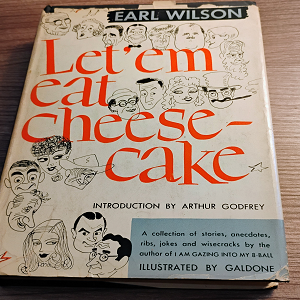 EARL WILSON
Let'em
eat
cheese-
cake
INTRODUCTION BY ARTHUR GODFREY
A collection of stories, anecdotes,
ribs, jokes and wisecracks by the
author of I AM GAZING INTO MY 8-BALL
ILLUSTRATED BY GALDONE